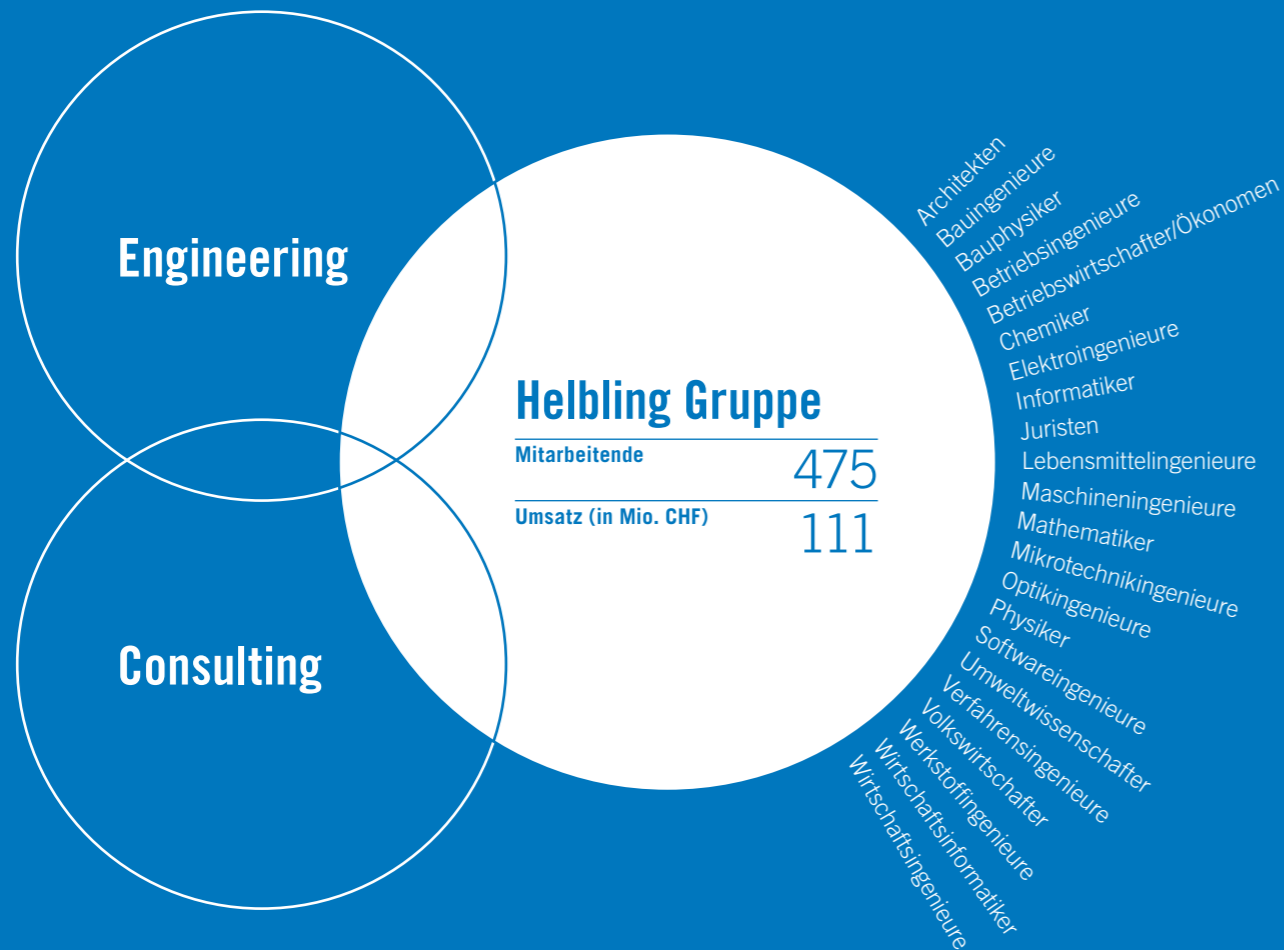 Engineering
Consulting
Helbling Gruppe
Mitarbeitende 475
Umsatz (in Mio. CHF) 111
Architekten
Bauingenieure
Bauphysiker
Betriebsingenieure
Betriebswirtschafter/Ökonomen
Chemiker
Elektroingenieure
Informatiker
Juristen
Lebensmittelingenieure
Maschineningenieure
Mathematiker
Mikrotechnikingenieure
Optikingenieure
Physiker
Softwareingenieure
Umweltwissenschafter
Verfahrensingenieure
Volkswirtschafter
Werkstoffingenieure
Wirtschaftsinformatiker
Wirtschaftsingenieure